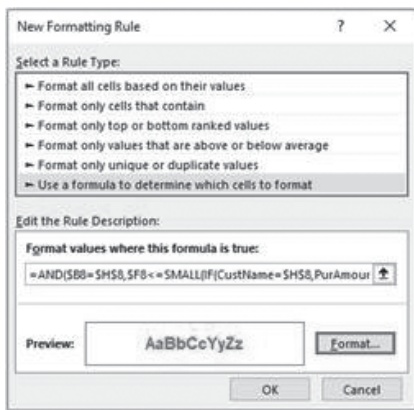 New Formatting Rule ? ×
Select a Rule Type:
► Format all cells based on their values
► Format only cells that contain
► Format only top or bottom ranked values
► Format only values that are above or below average
► Format only unique or duplicate values
► Use a formula to determine which cells to format
Edit the Rule Description:
Format values where this formula is true:
=AND($B8=$H$8,$F8<=SMALL(IF(CustName=$H$8,PurAmour
Preview: AaBbCcYyZz Format...
OK Cancel